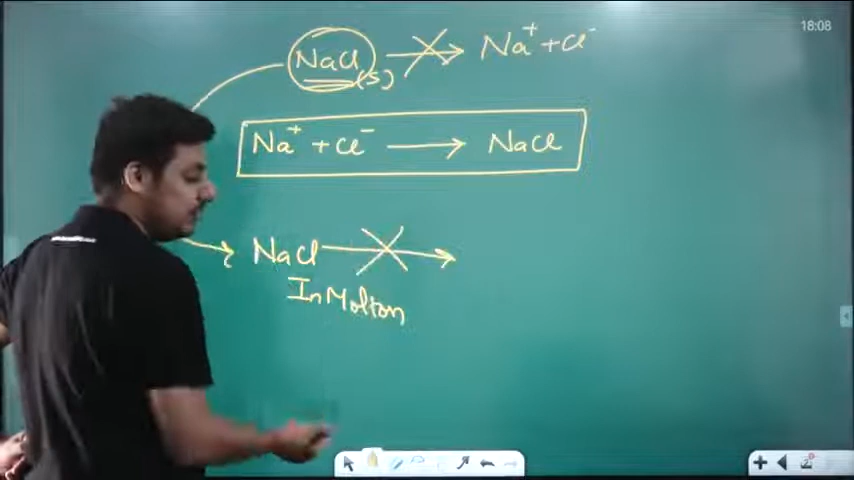 18:08
NaCl(s) → Na⁺ + Cl⁻
Na⁺ + Cl⁻ → NaCl
NaCl →
In Molton